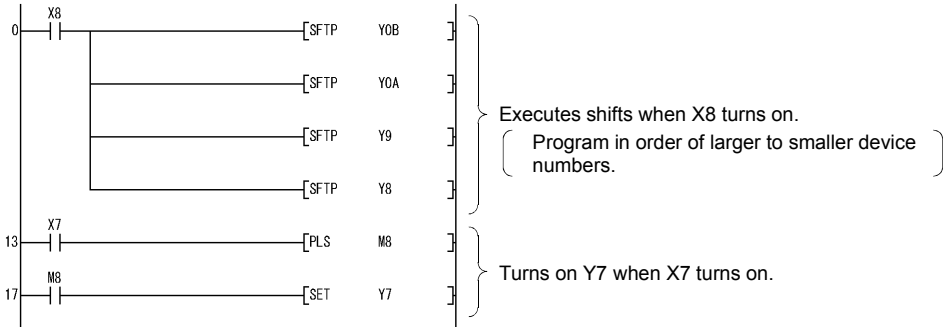 X8
0 [SFTP Y0B ]
[SFTP Y0A ]
[SFTP Y9 ]
[SFTP Y8 ]
Executes shifts when X8 turns on.
Program in order of larger to smaller device
numbers.
X7
13 [PLS M8 ]
M8
17 [SET Y7 ]
Turns on Y7 when X7 turns on.